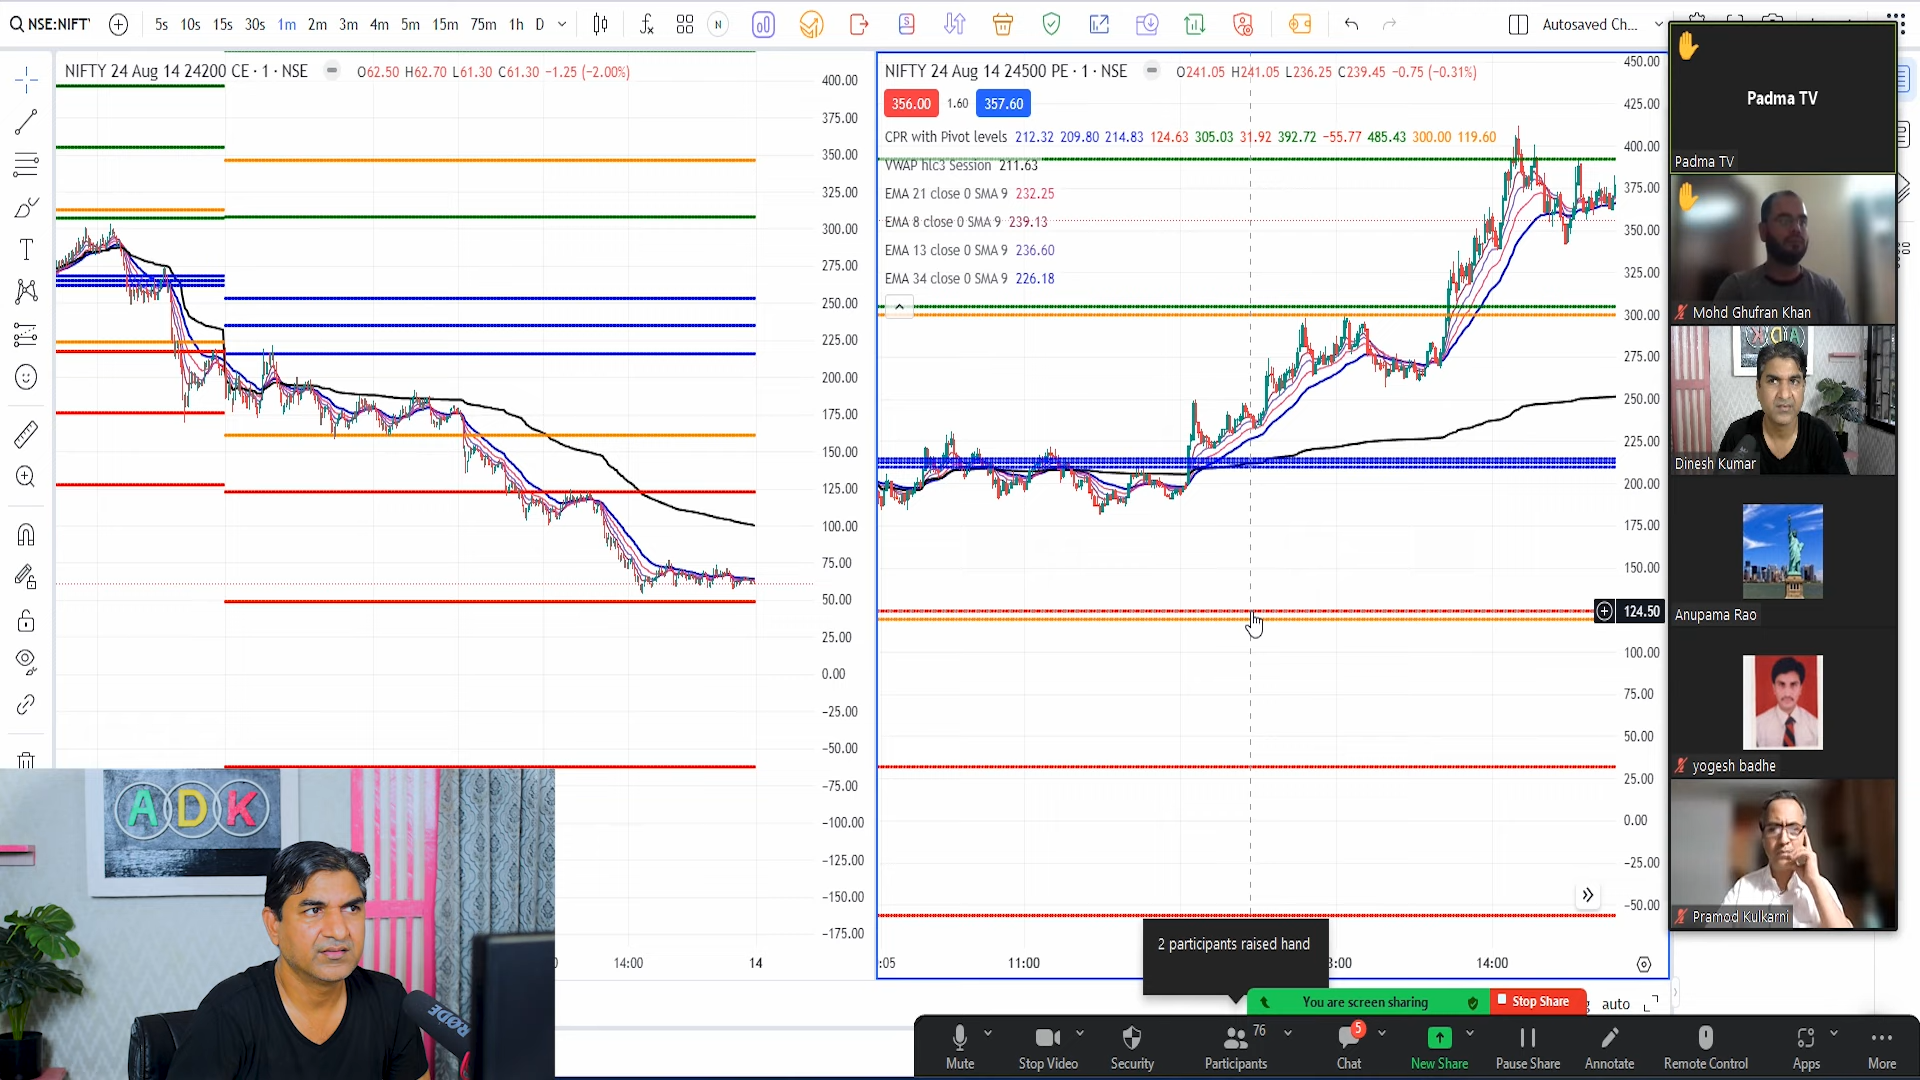 NSE:NIFT
5s 10s 15s 30s 1m 2m 3m 4m 5m 15m 75m 1h D
N
S
Autosaved Ch...
NIFTY 24 Aug 14 24200 CE · 1 · NSE
O62.50 H62.70 L61.30 C61.30 −1.25 (−2.00%)
400.00
375.00
350.00
325.00
300.00
275.00
250.00
225.00
200.00
175.00
150.00
125.00
100.00
75.00
50.00
25.00
0.00
−25.00
−50.00
−75.00
−100.00
−125.00
−150.00
−175.00
14:00
14
NIFTY 24 Aug 14 24500 PE · 1 · NSE
O241.05 H241.05 L236.25 C239.45 −0.75 (−0.31%)
356.00 1.60 357.60
CPR with Pivot levels 212.32 209.80 214.83 124.63 305.03 31.92 392.72 −55.77 485.43 300.00 119.60
VWAP hlc3 Session 211.63
EMA 21 close 0 SMA 9 232.25
EMA 8 close 0 SMA 9 239.13
EMA 13 close 0 SMA 9 236.60
EMA 34 close 0 SMA 9 226.18
450.00
425.00
400.00
375.00
350.00
325.00
300.00
275.00
250.00
225.00
200.00
175.00
150.00
124.50
100.00
75.00
50.00
25.00
0.00
−25.00
−50.00
:05
11:00
3:00
14:00
auto
Padma TV
Padma TV
Mohd Ghufran Khan
ADK
Dinesh Kumar
Anupama Rao
yogesh badhe
Pramod Kulkarni
ADK
RØDE
2 participants raised hand
You are screen sharing
Stop Share
Mute
Stop Video
Security
Participants
76
Chat
5
New Share
Pause Share
Annotate
Remote Control
Apps
More